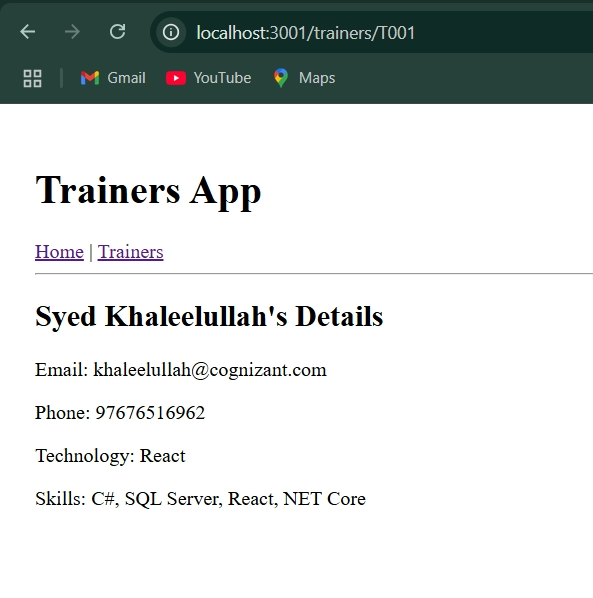 localhost:3001/trainers/T001
Gmail YouTube Maps
Trainers App
Home | Trainers
Syed Khaleelullah's Details
Email: khaleelullah@cognizant.com
Phone: 97676516962
Technology: React
Skills: C#, SQL Server, React, NET Core